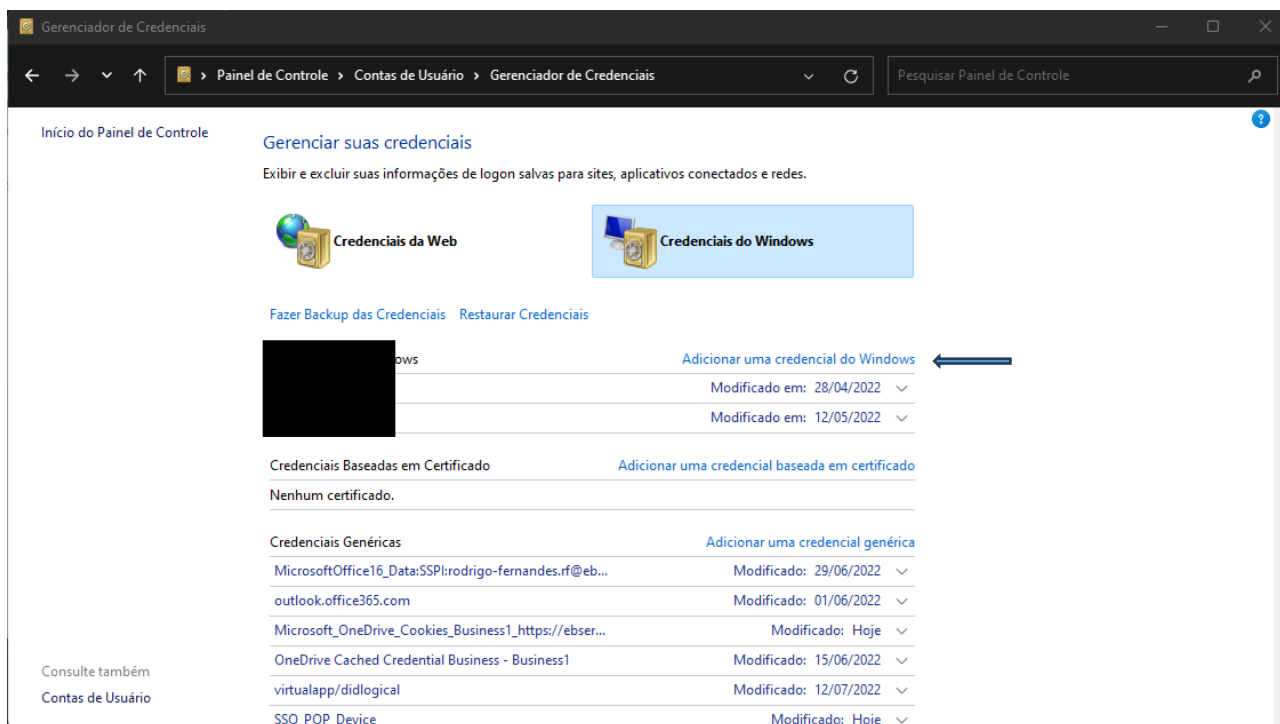 Gerenciador de Credenciais
Painel de Controle > Contas de Usuário > Gerenciador de Credenciais
Pesquisar Painel de Controle
Início do Painel de Controle
Gerenciar suas credenciais
Exibir e excluir suas informações de logon salvas para sites, aplicativos conectados e redes.
Credenciais da Web
Credenciais do Windows
Fazer Backup das Credenciais Restaurar Credenciais
Adicionar uma credencial do Windows
Modificado em: 28/04/2022
Modificado em: 12/05/2022
Credenciais Baseadas em Certificado Adicionar uma credencial baseada em certificado
Nenhum certificado.
Credenciais Genéricas Adicionar uma credencial genérica
MicrosoftOffice16_Data:SSPI:rodrigo-fernandes.rf@eb... Modificado: 29/06/2022
outlook.office365.com Modificado: 01/06/2022
Microsoft_OneDrive_Cookies_Business1_https://ebser... Modificado: Hoje
OneDrive Cached Credential Business - Business1 Modificado: 15/06/2022
virtualapp/didlogical Modificado: 12/07/2022
SSO_POP_Device Modificado: Hoje
Consulte também
Contas de Usuário